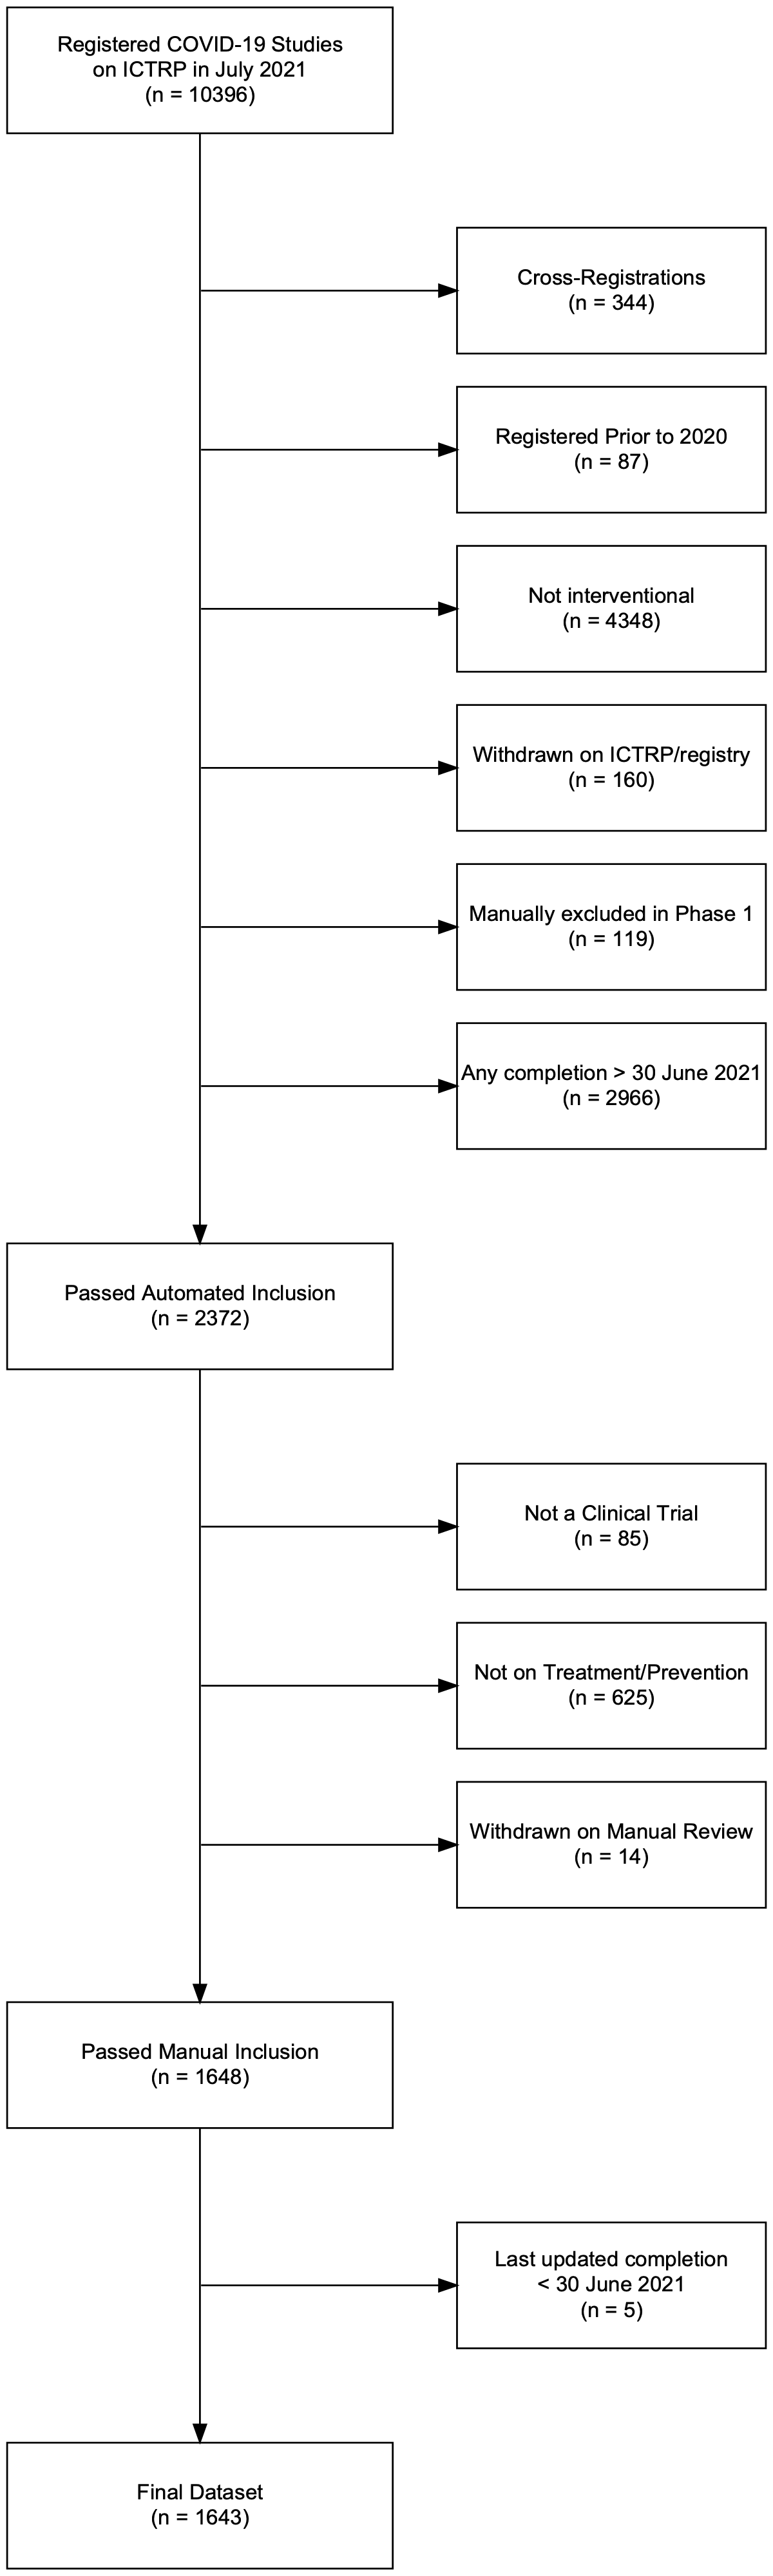 Registered COVID-19 Studies
on ICTRP in July 2021
(n = 10396)
Cross-Registrations
(n = 344)
Registered Prior to 2020
(n = 87)
Not interventional
(n = 4348)
Withdrawn on ICTRP/registry
(n = 160)
Manually excluded in Phase 1
(n = 119)
Any completion > 30 June 2021
(n = 2966)
Passed Automated Inclusion
(n = 2372)
Not a Clinical Trial
(n = 85)
Not on Treatment/Prevention
(n = 625)
Withdrawn on Manual Review
(n = 14)
Passed Manual Inclusion
(n = 1648)
Last updated completion
< 30 June 2021
(n = 5)
Final Dataset
(n = 1643)